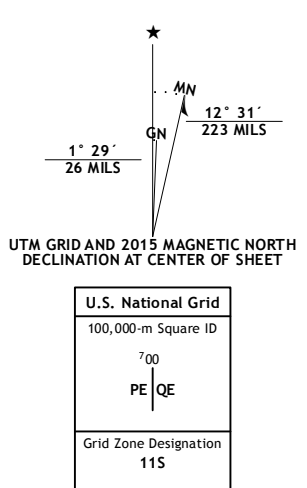 ★
MN
GN
12° 31´
223 MILS
1° 29´
26 MILS
UTM GRID AND 2015 MAGNETIC NORTH
DECLINATION AT CENTER OF SHEET
U.S. National Grid
100,000-m Square ID
⁷00
PE QE
Grid Zone Designation
11S